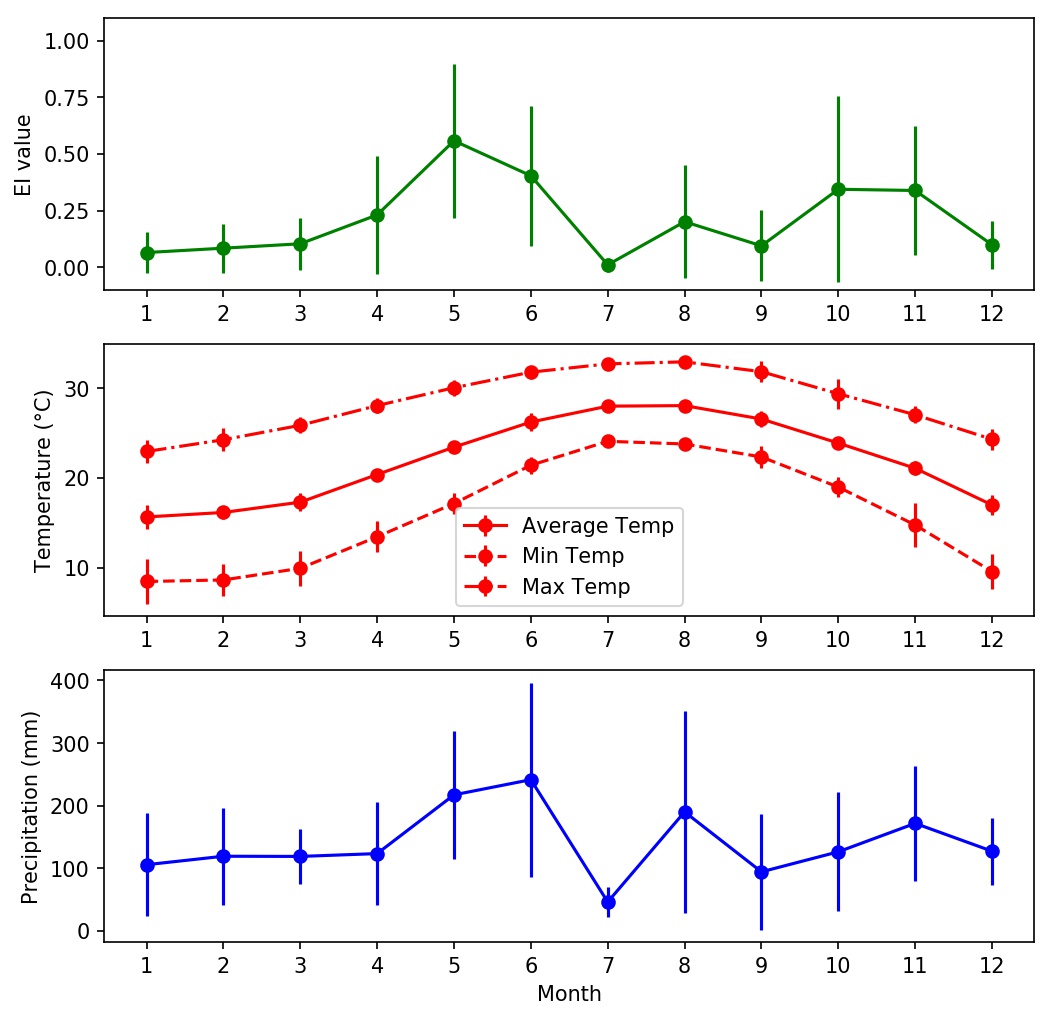 1.00
0.75
0.50
0.25
0.00
EI value
1 2 3 4 5 6 7 8 9 10 11 12
30
20
10
Temperature (°C)
Average Temp
Min Temp
Max Temp
1 2 3 4 5 6 7 8 9 10 11 12
400
300
200
100
0
Precipitation (mm)
1 2 3 4 5 6 7 8 9 10 11 12
Month